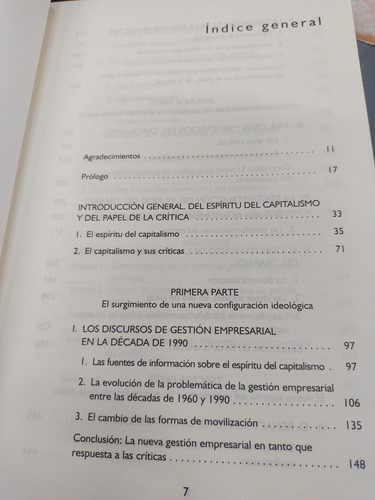 Índice general
Agradecimientos 11
Prólogo 17
INTRODUCCIÓN GENERAL. DEL ESPÍRITU DEL CAPITALISMO
Y DEL PAPEL DE LA CRÍTICA 33
1. El espíritu del capitalismo 35
2. El capitalismo y sus críticas 71
PRIMERA PARTE
El surgimiento de una nueva configuración ideológica
I. LOS DISCURSOS DE GESTIÓN EMPRESARIAL
EN LA DÉCADA DE 1990 97
1. Las fuentes de información sobre el espíritu del capitalismo . 97
2. La evolución de la problemática de la gestión empresarial
entre las décadas de 1960 y 1990 106
3. El cambio de las formas de movilización 135
Conclusión: La nueva gestión empresarial en tanto que
respuesta a las críticas 148
7